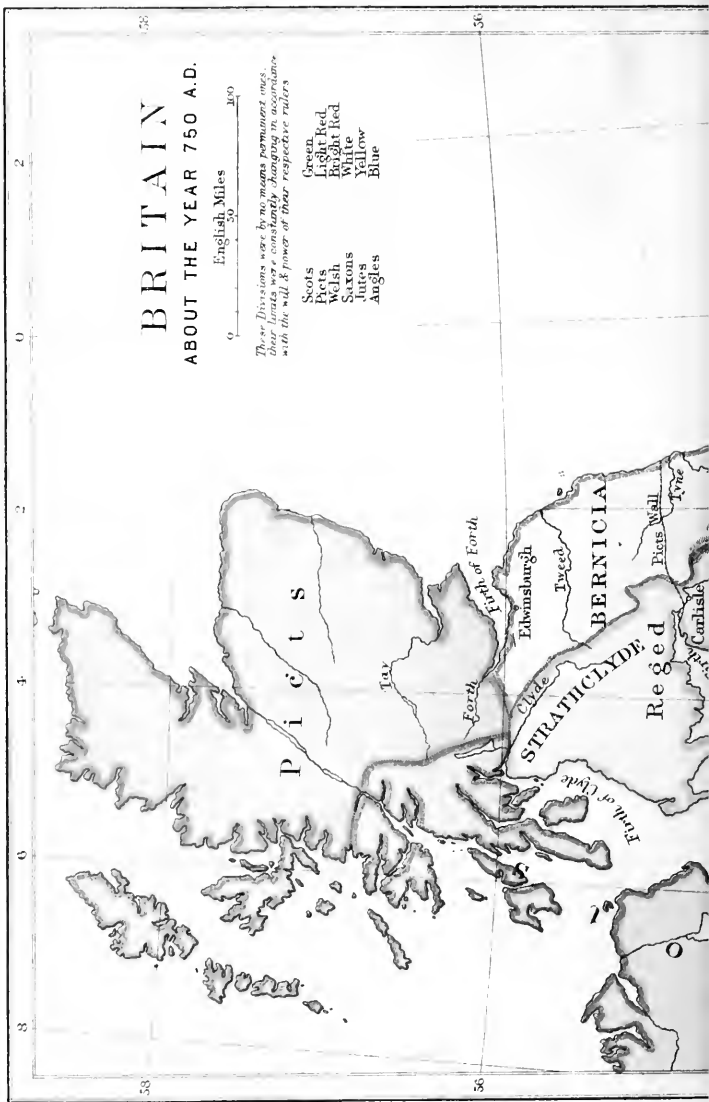 BRITAIN
ABOUT THE YEAR 750 A.D.
English Miles
0 50 100
These Divisions were by no means permanent ones.
their limits were constantly changing in accordance
with the will & power of their respective rulers
Scots Green
Picts Light Red
Welsh Bright Red
Saxons White
Jutes Yellow
Angles Blue
8 6 4 2 0 2
58 58
56 56
Picts
Tay
Forth
Firth of Forth
Edwinsburgh
Tweed
BERNICIA
Clyde
STRATHCLYDE
Firth of Clyde
Reged
Picts Wall
Tyne
Carlisle
S
O